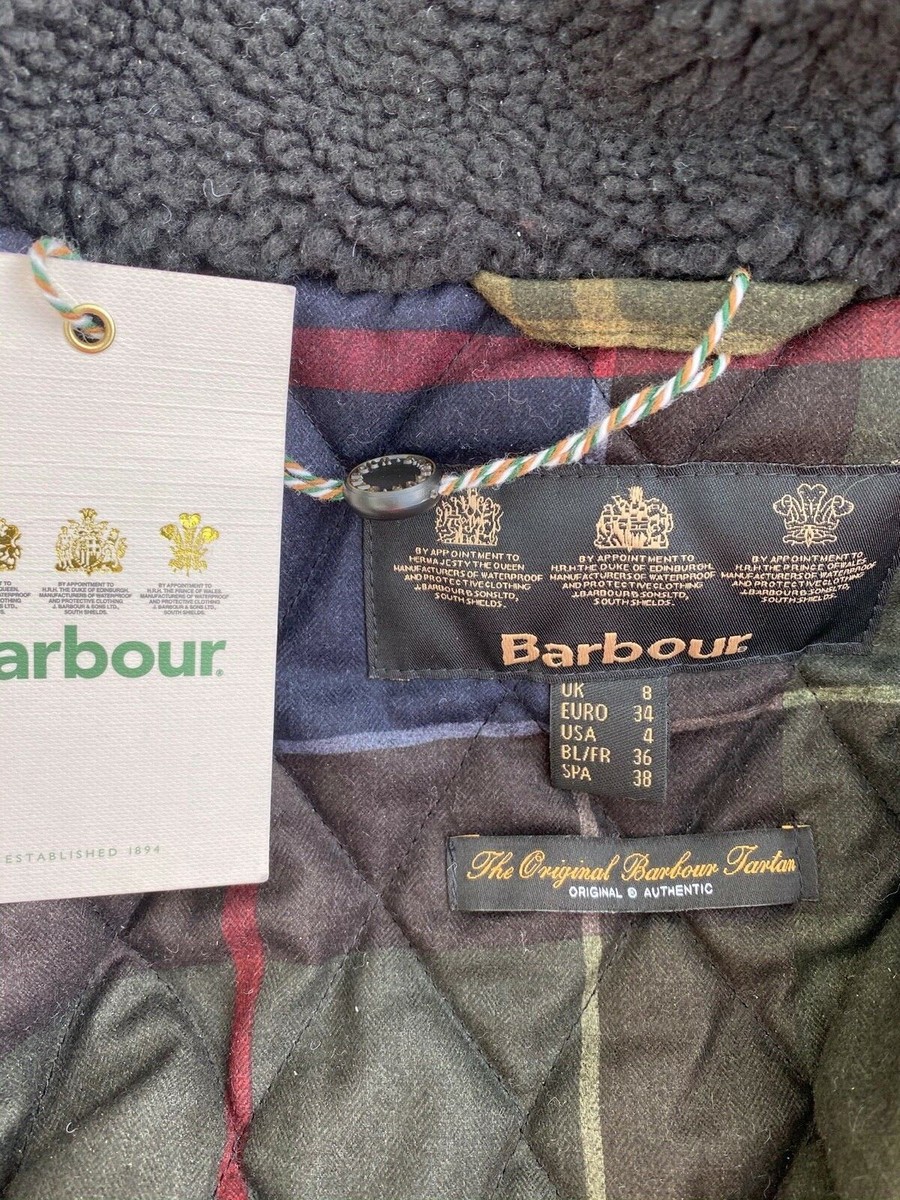 TO
QUEEN,
TERPROOF
HING
S LTD.
S.
BY APPOINTMENT TO
H.R.H. THE DUKE OF EDINBURGH,
MANUFACTURERS OF WATERPROOF
AND PROTECTIVE CLOTHING
J. BARBOUR & SONS LTD,
SOUTH SHIELDS.
BY APPOINTMENT TO
H.R.H. THE PRINCE OF WALES
MANUFACTURERS OF WATERPROOF
AND PROTECTIVE CLOTHING
J. BARBOUR & SONS LTD,
SOUTH SHIELDS.
arbour®
ESTABLISHED 1894
BY APPOINTMENT TO
HER MAJESTY THE QUEEN
MANUFACTURERS OF WATERPROOF
AND PROTECTIVE CLOTHING
J.BARBOUR & SONS LTD,
SOUTH SHIELDS.
BY APPOINTMENT TO
H.R.H. THE DUKE OF EDINBURGH,
MANUFACTURERS OF WATERPROOF
AND PROTECTIVE CLOTHING
J.BARBOUR & SONS LTD,
SOUTH SHIELDS.
BY APPOINTMENT TO
H.R.H. THE PRINCE OF WALES
MANUFACTURERS OF WATERPROOF
AND PROTECTIVE CLOTHING
J.BARBOUR & SONS LTD,
SOUTH SHIELDS.
Barbour®
UK 8
EURO 34
USA 4
BL/FR 36
SPA 38
The Original Barbour Tartan
ORIGINAL & AUTHENTIC